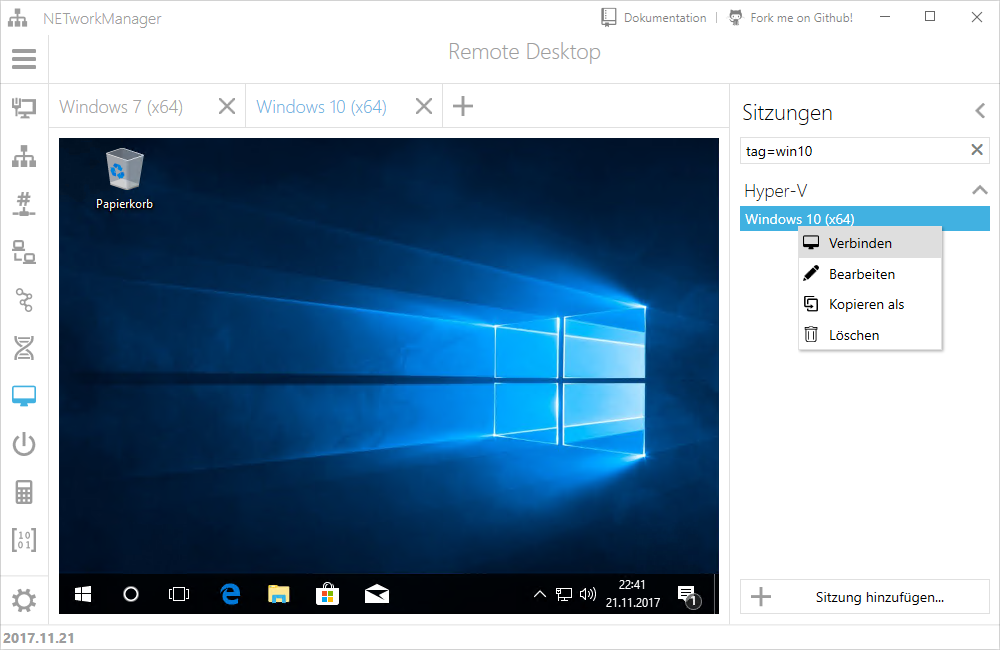 NETworkManager
Dokumentation
Fork me on Github!
Remote Desktop
Windows 7 (x64)
Windows 10 (x64)
Papierkorb
22:41
21.11.2017
1
Sitzungen
tag=win10
Hyper-V
Windows 10 (x64)
Verbinden
Bearbeiten
Kopieren als
Löschen
Sitzung hinzufügen...
#
10
01
2017.11.21